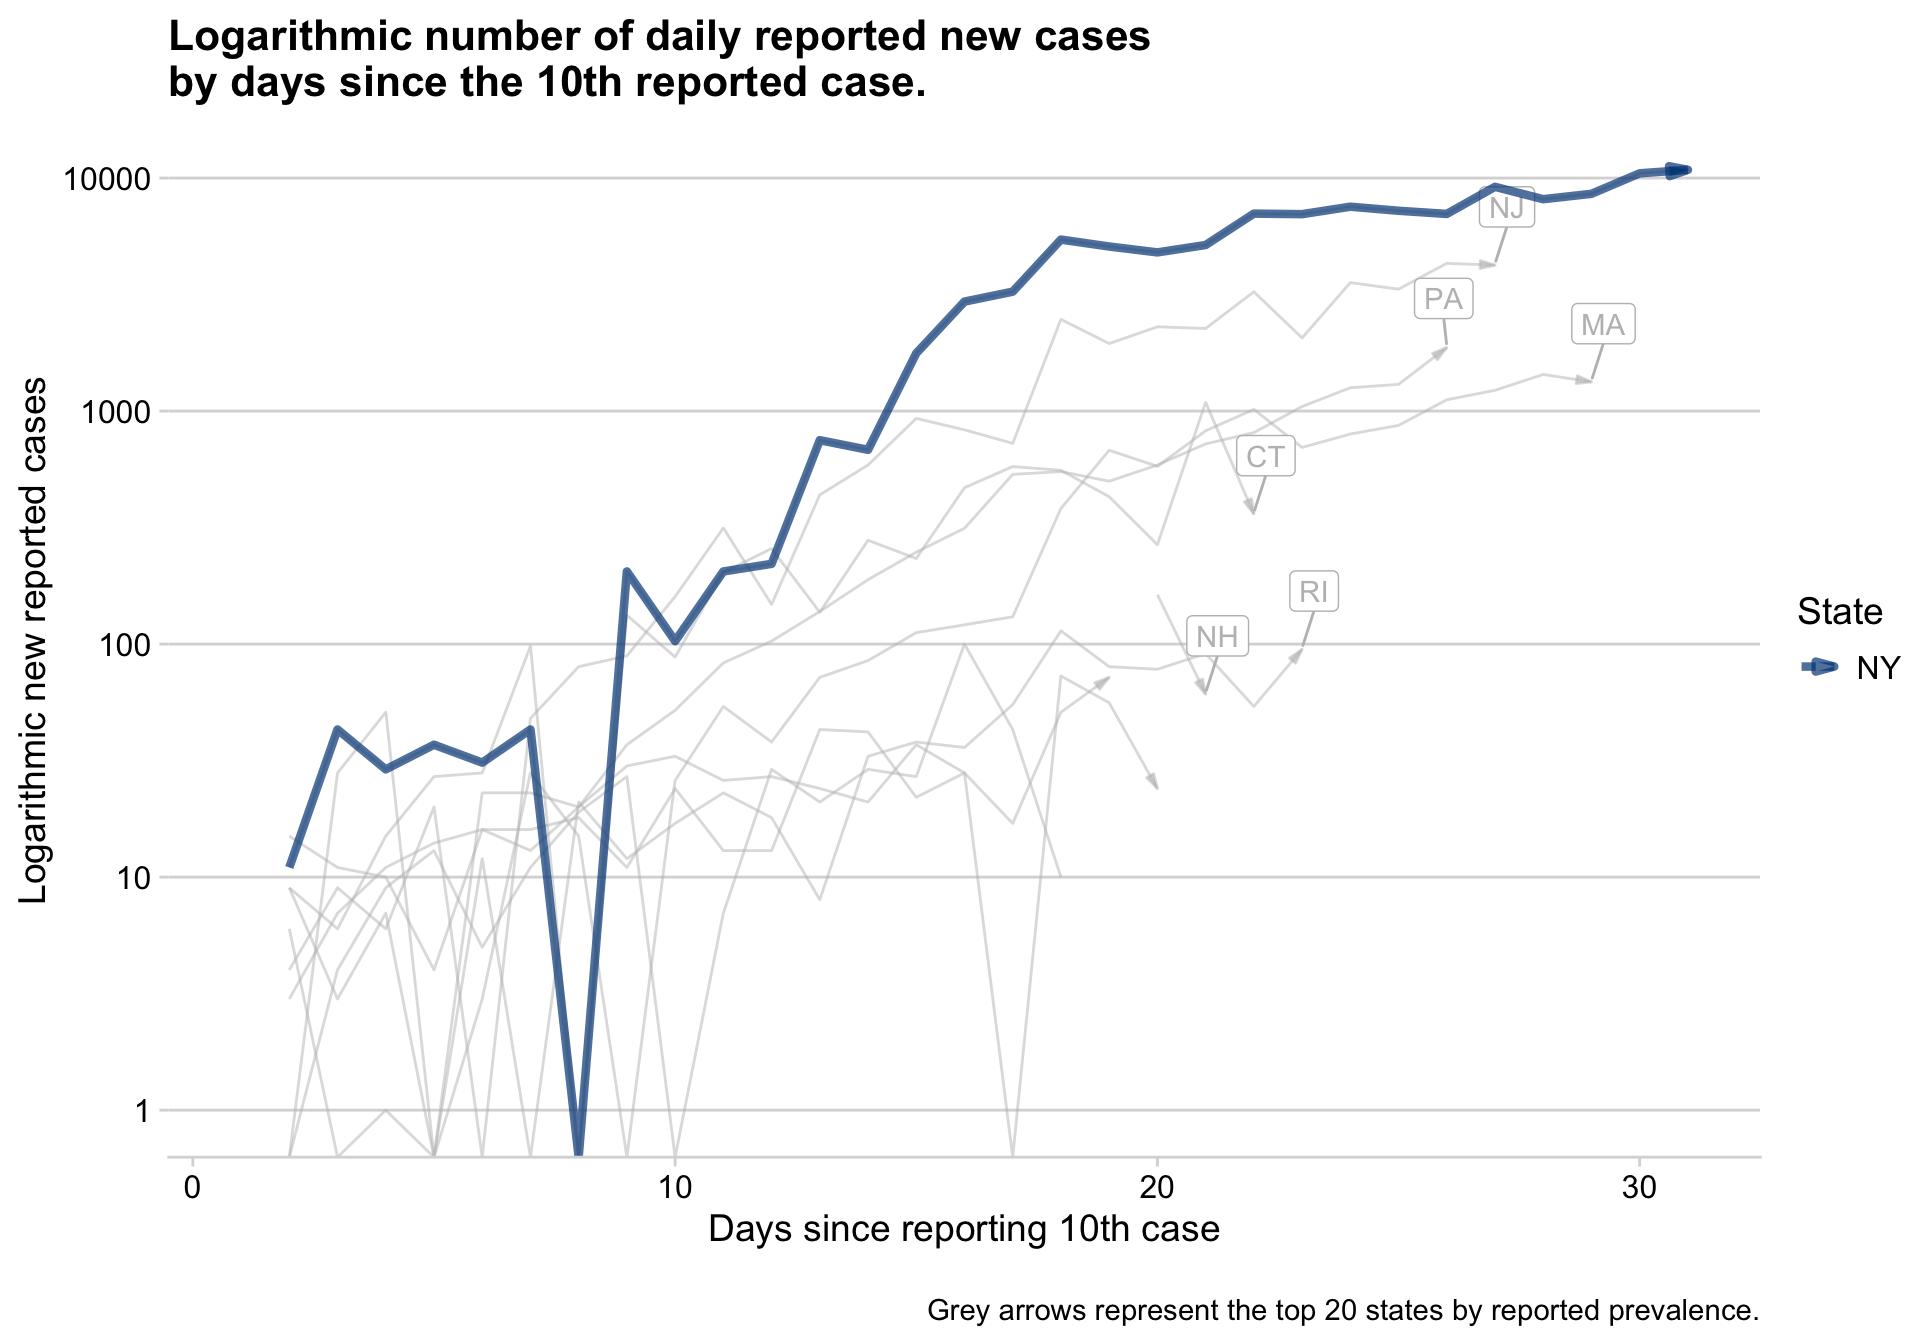 Logarithmic number of daily reported new cases
by days since the 10th reported case.
10000
1000
100
10
1
Logarithmic new reported cases
NJ
PA
MA
CT
RI
NH
State
NY
0 10 20 30
Days since reporting 10th case
Grey arrows represent the top 20 states by reported prevalence.